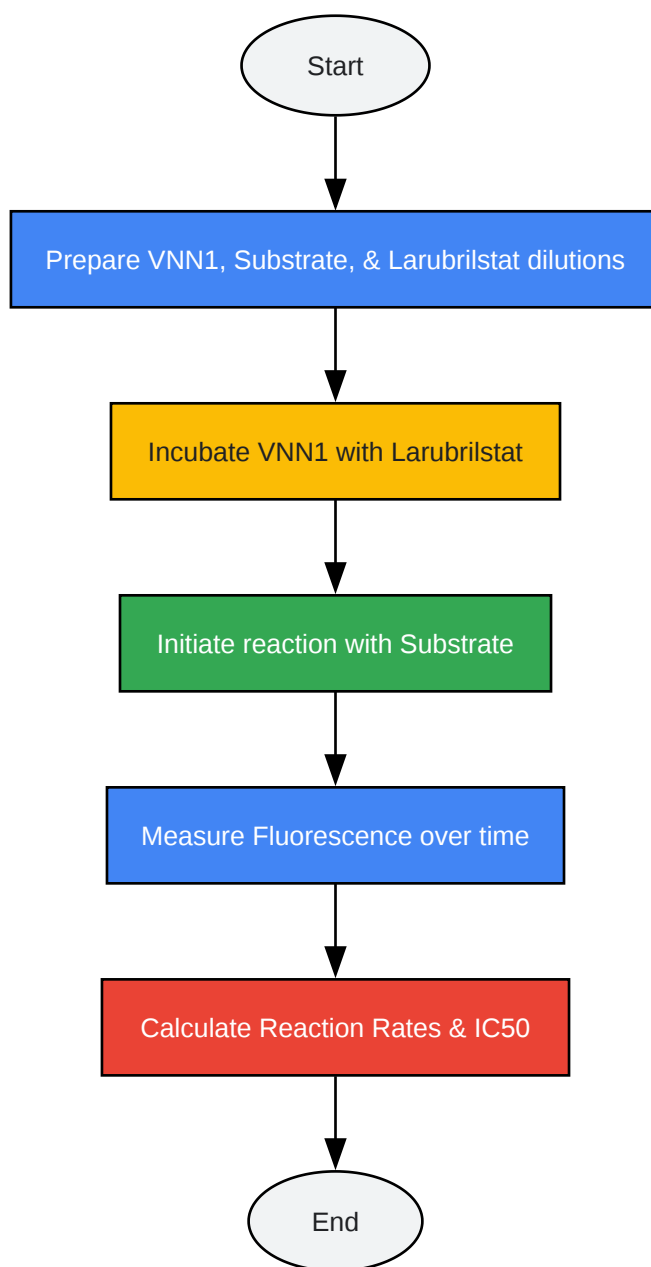 Start
Prepare VNN1, Substrate, & Larubrilstat dilutions
Incubate VNN1 with Larubrilstat
Initiate reaction with Substrate
Measure Fluorescence over time
Calculate Reaction Rates & IC50
End